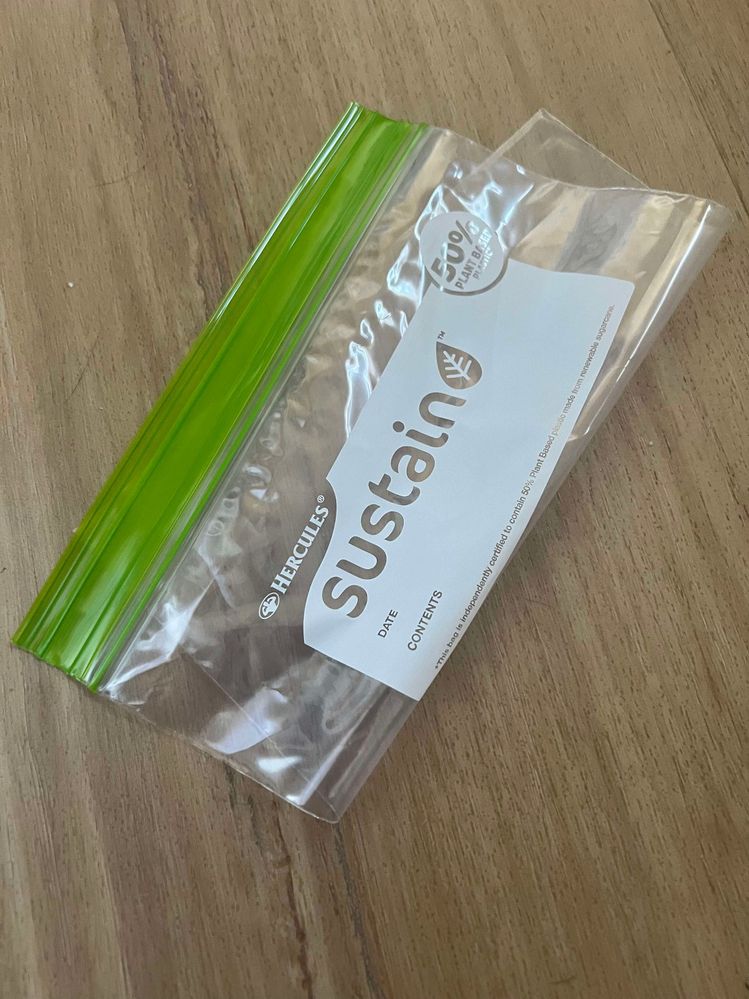 HERCULES®
sustain™
50%
PLANT BASED
PLASTIC*
DATE
CONTENTS
*This bag is independently certified to contain 50% Plant Based plastic made from renewable sugarcane.